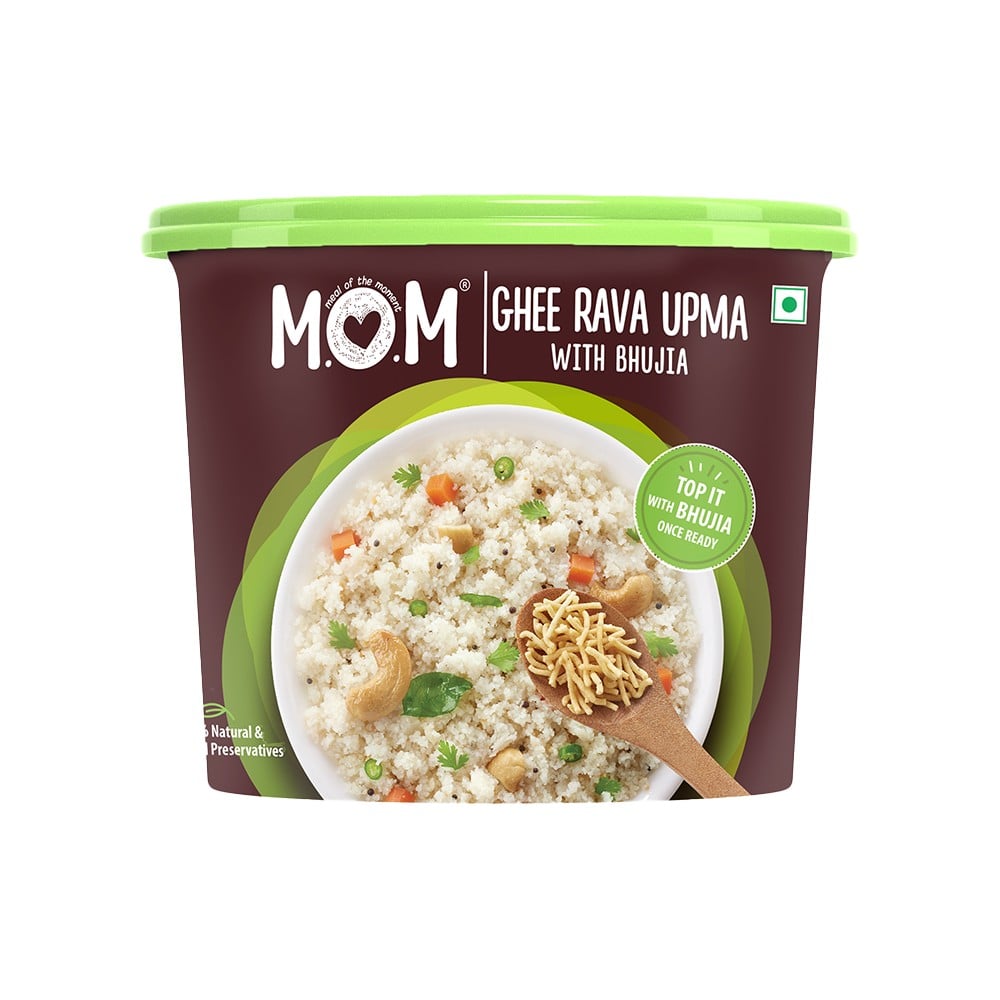 meal of the moment
M.O.M®
GHEE RAVA UPMA
WITH BHUJIA
TOP IT
WITH BHUJIA
ONCE READY
Natural &
Preservatives